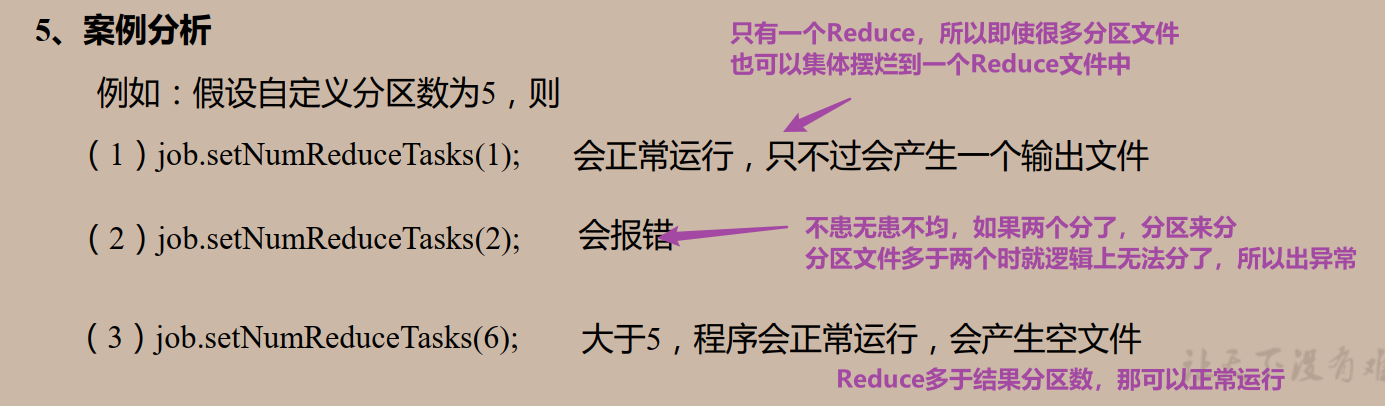 5、案例分析
只有一个Reduce，所以即使很多分区文件
也可以集体摆烂到一个Reduce文件中
例如：假设自定义分区数为5，则
（1）job.setNumReduceTasks(1);  会正常运行，只不过会产生一个输出文件
（2）job.setNumReduceTasks(2);  会报错
不患无患不均，如果两个分了，分区来分
分区文件多于两个时就逻辑上无法分了，所以出异常
（3）job.setNumReduceTasks(6);  大于5，程序会正常运行，会产生空文件
让天下没有难
Reduce多于结果分区数，那可以正常运行